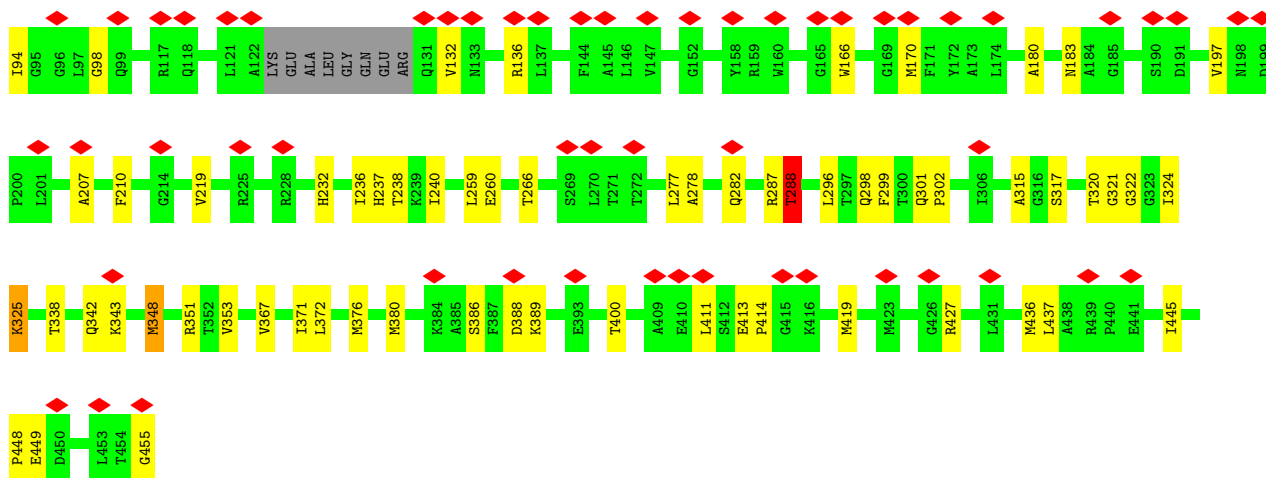 I94 G95 G96 L97 G98 Q99 R117 Q118 L121 A122 LYS GLU ALA LEU GLY GLN GLU ARG Q131 V132 N133 R136 L137 F144 A145 L146 V147 G152 Y158 R159 W160 G165 W166 G169 M170 F171 Y172 A173 L174 A180 N183 A184 G185 S190 D191 V197 N198 D199
P200 L201 A207 F210 G214 V219 R225 R228 H232 I236 H237 T238 K239 I240 L259 E260 T266 S269 L270 T271 T272 L277 A278 Q282 R287 T288 L296 T297 Q298 F299 T300 Q301 P302 I306 A315 G316 S317 T320 G321 G322 G323 I324
K325 T338 Q342 K343 M348 R351 T352 V353 V367 I371 L372 M376 M380 K384 A385 S386 F387 D388 K389 E393 T400 A409 E410 L411 S412 E413 P414 G415 K416 M419 M423 G426 R427 L431 M436 L437 A438 R439 P440 E441 I445
P448 E449 D450 L453 T454 G455